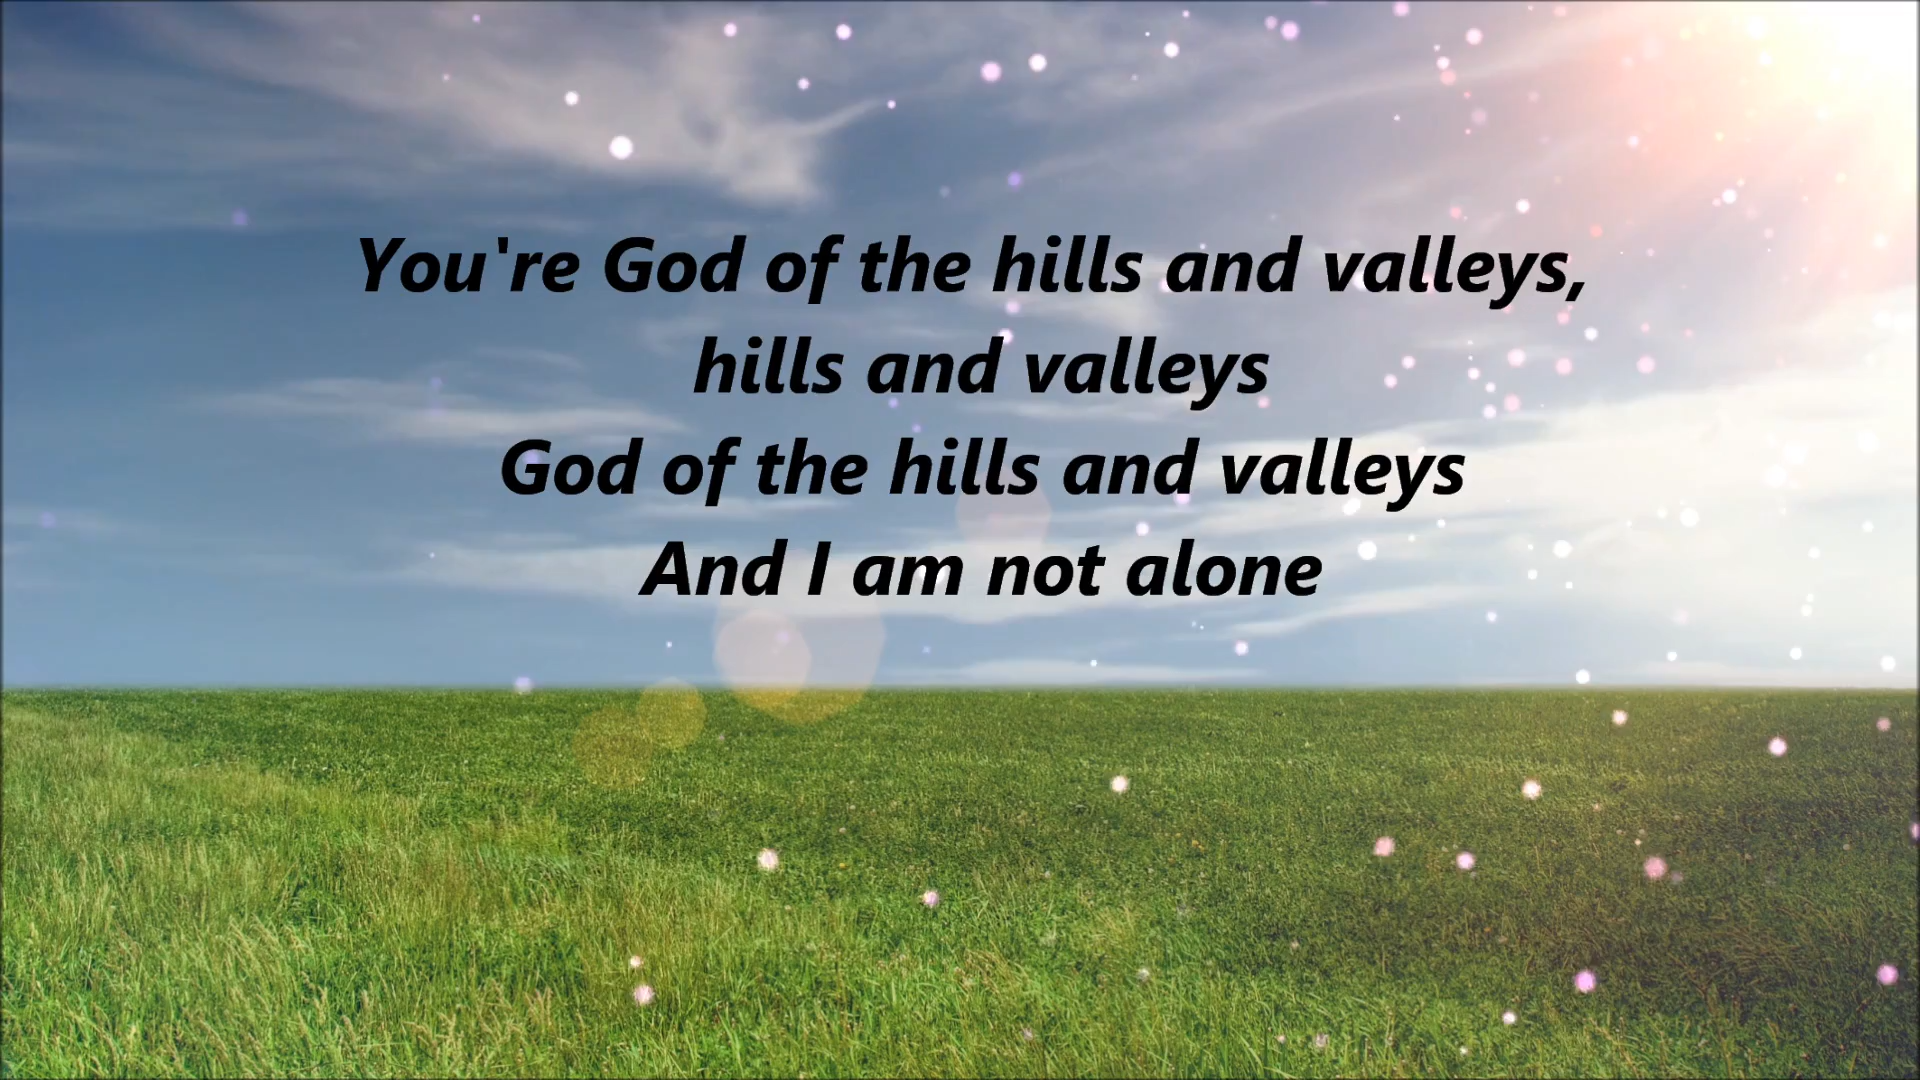 You're God of the hills and valleys,
hills and valleys
God of the hills and valleys
And I am not alone